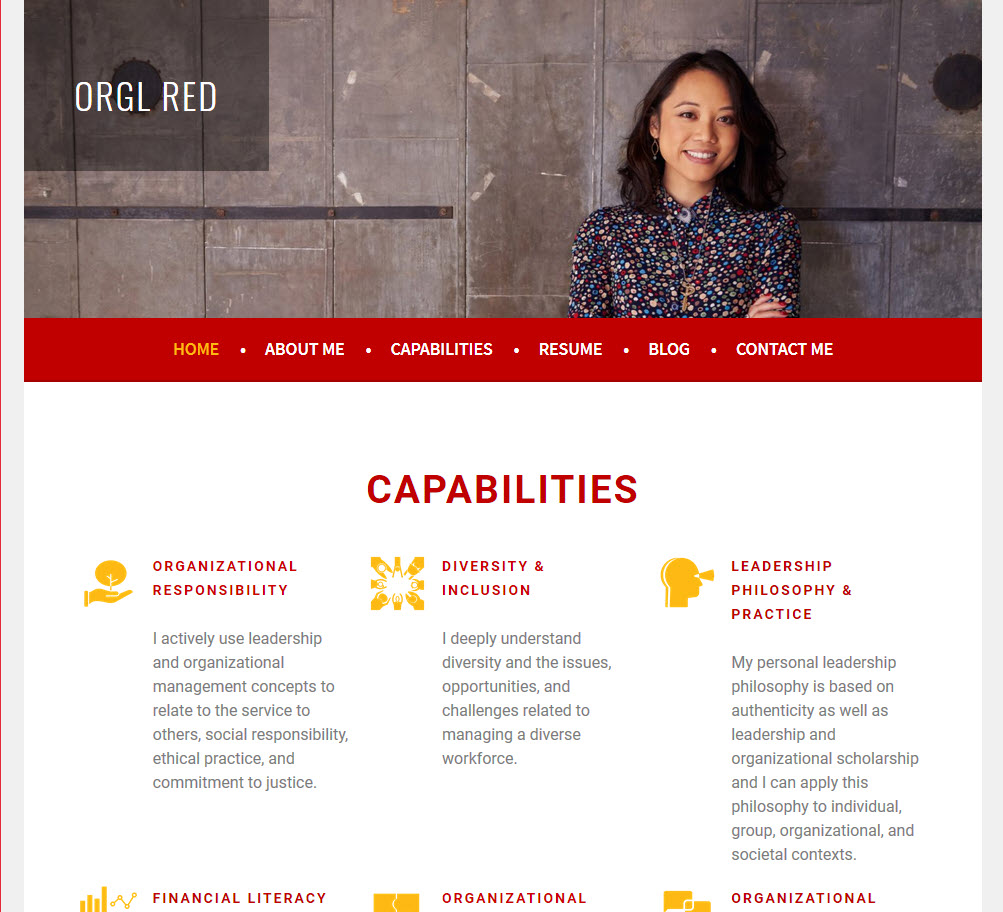 ORGL RED
HOME • ABOUT ME • CAPABILITIES • RESUME • BLOG • CONTACT ME
CAPABILITIES
ORGANIZATIONAL
RESPONSIBILITY
I actively use leadership
and organizational
management concepts to
relate to the service to
others, social responsibility,
ethical practice, and
commitment to justice.
DIVERSITY &
INCLUSION
I deeply understand
diversity and the issues,
opportunities, and
challenges related to
managing a diverse
workforce.
LEADERSHIP
PHILOSOPHY &
PRACTICE
My personal leadership
philosophy is based on
authenticity as well as
leadership and
organizational scholarship
and I can apply this
philosophy to individual,
group, organizational, and
societal contexts.
FINANCIAL LITERACY
ORGANIZATIONAL
ORGANIZATIONAL